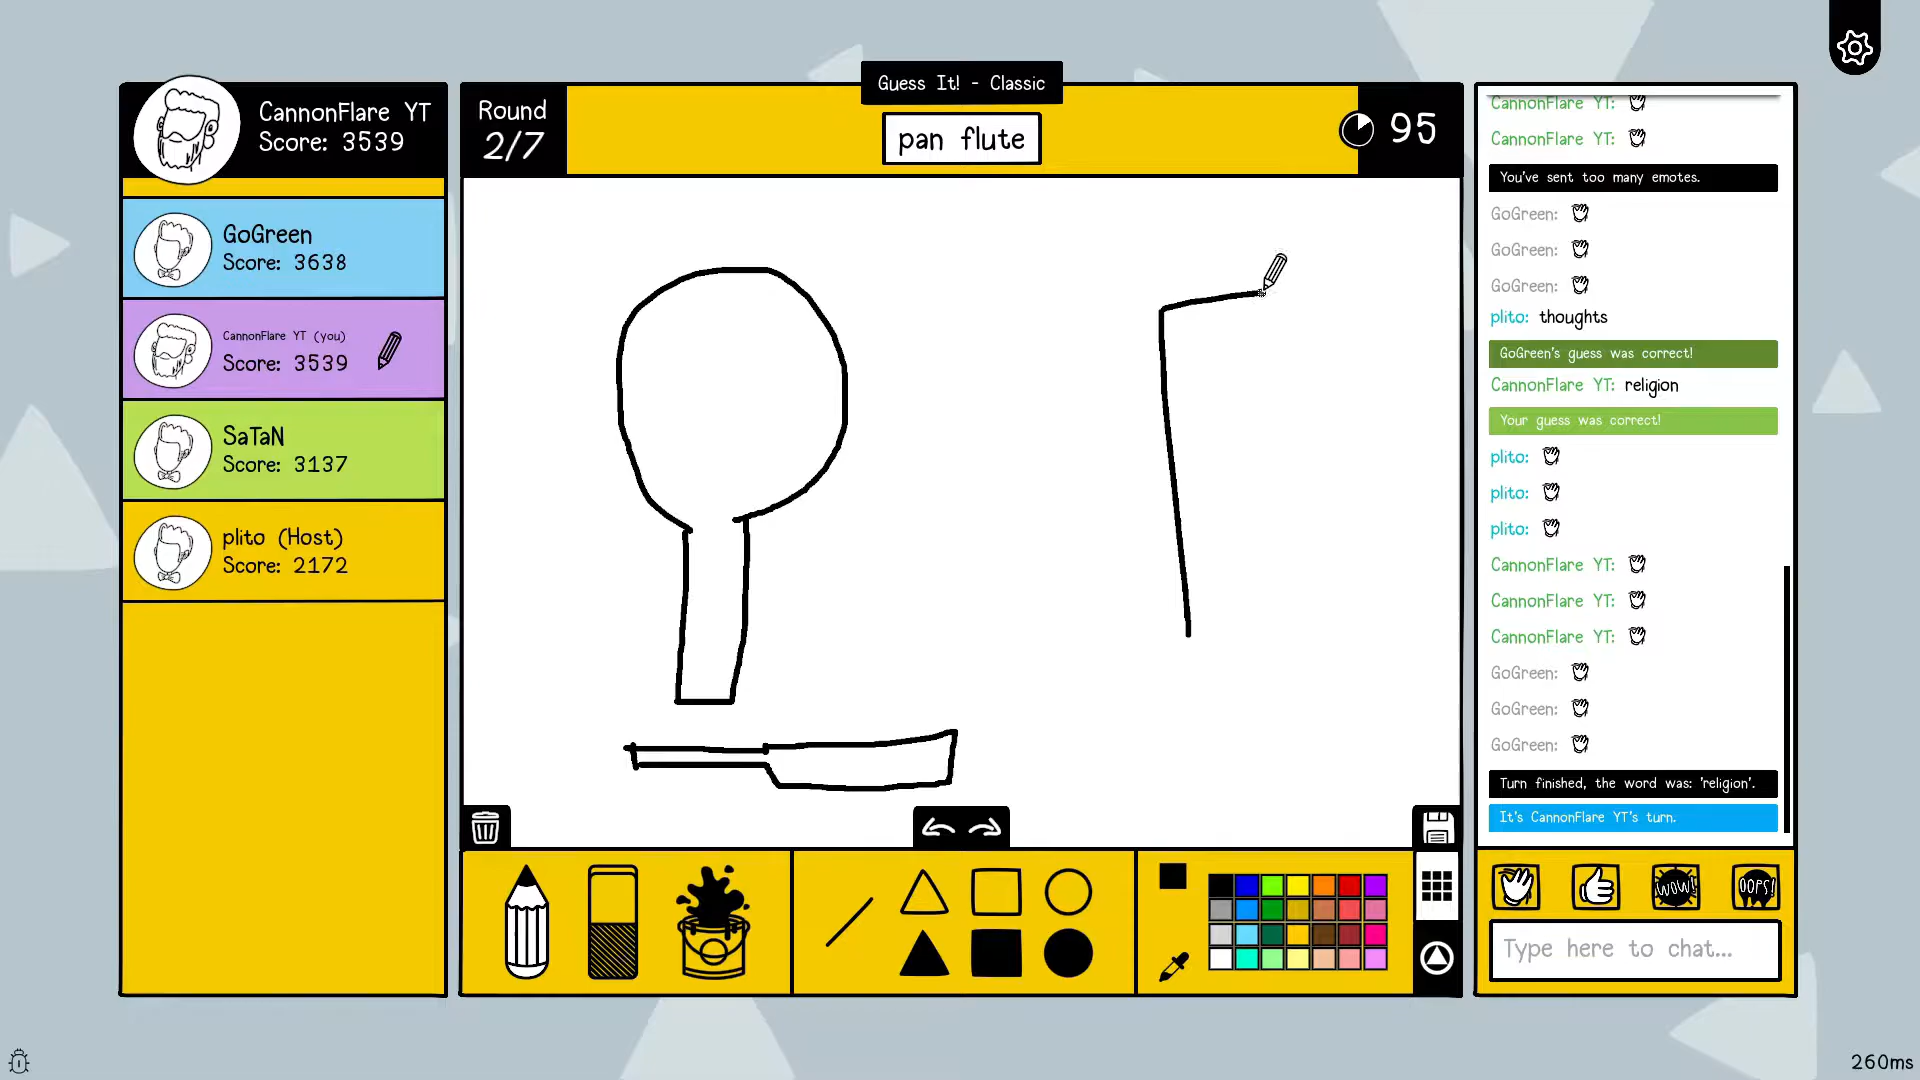 Guess It! - Classic
CannonFlare YT
Score: 3539
Round
2/7
pan flute
95
GoGreen
Score: 3638
CannonFlare YT (you)
Score: 3539
SaTaN
Score: 3137
plito (Host)
Score: 2172
CannonFlare YT:
CannonFlare YT:
You've sent too many emotes.
GoGreen:
GoGreen:
GoGreen:
plito: thoughts
GoGreen's guess was correct!
CannonFlare YT: religion
Your guess was correct!
plito:
plito:
plito:
CannonFlare YT:
CannonFlare YT:
CannonFlare YT:
GoGreen:
GoGreen:
GoGreen:
Turn finished, the word was: 'religion'.
It's CannonFlare YT's turn.
WOW!
OOPS!
Type here to chat...
260ms